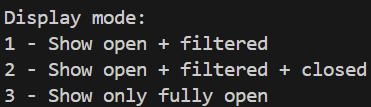 Display mode:
1 - Show open + filtered
2 - Show open + filtered + closed
3 - Show only fully open